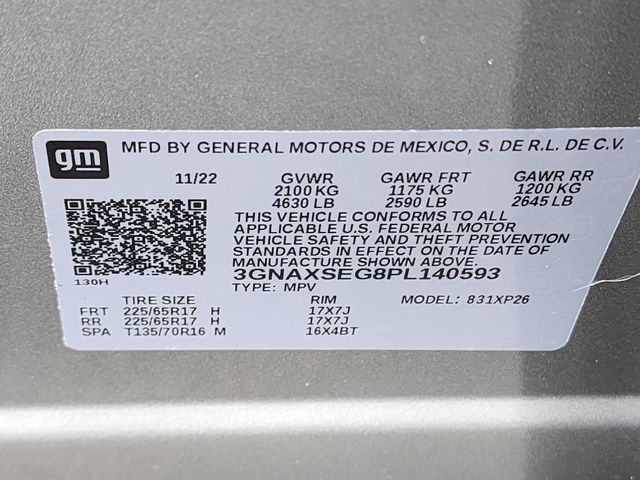 gm MFD BY GENERAL MOTORS DE MEXICO, S. DE R.L. DE C.V.
11/22 GVWR GAWR FRT GAWR RR
2100 KG 1175 KG 1200 KG
4630 LB 2590 LB 2645 LB
THIS VEHICLE CONFORMS TO ALL
APPLICABLE U.S. FEDERAL MOTOR
VEHICLE SAFETY AND THEFT PREVENTION
STANDARDS IN EFFECT ON THE DATE OF
MANUFACTURE SHOWN ABOVE.
3GNAXSEG8PL140593
130H TYPE: MPV
TIRE SIZE RIM MODEL: 831XP26
FRT 225/65R17 H 17X7J
RR 225/65R17 H 17X7J
SPA T135/70R16 M 16X4BT